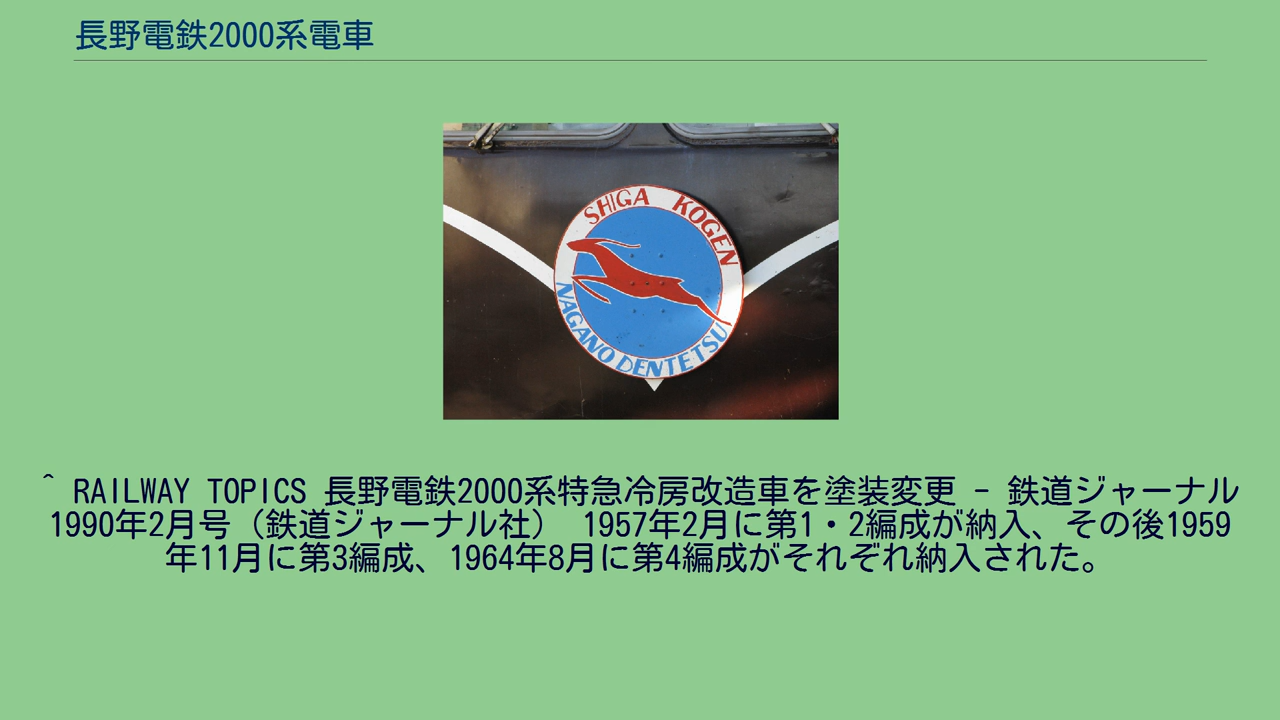 長野電鉄2000系電車
SHIGA KOGEN
NAGANO DENTETSU
^ RAILWAY TOPICS 長野電鉄2000系特急冷房改造車を塗装変更 - 鉄道ジャーナル
1990年2月号（鉄道ジャーナル社） 1957年2月に第1・2編成が納入、その後1959
年11月に第3編成、1964年8月に第4編成がそれぞれ納入された。